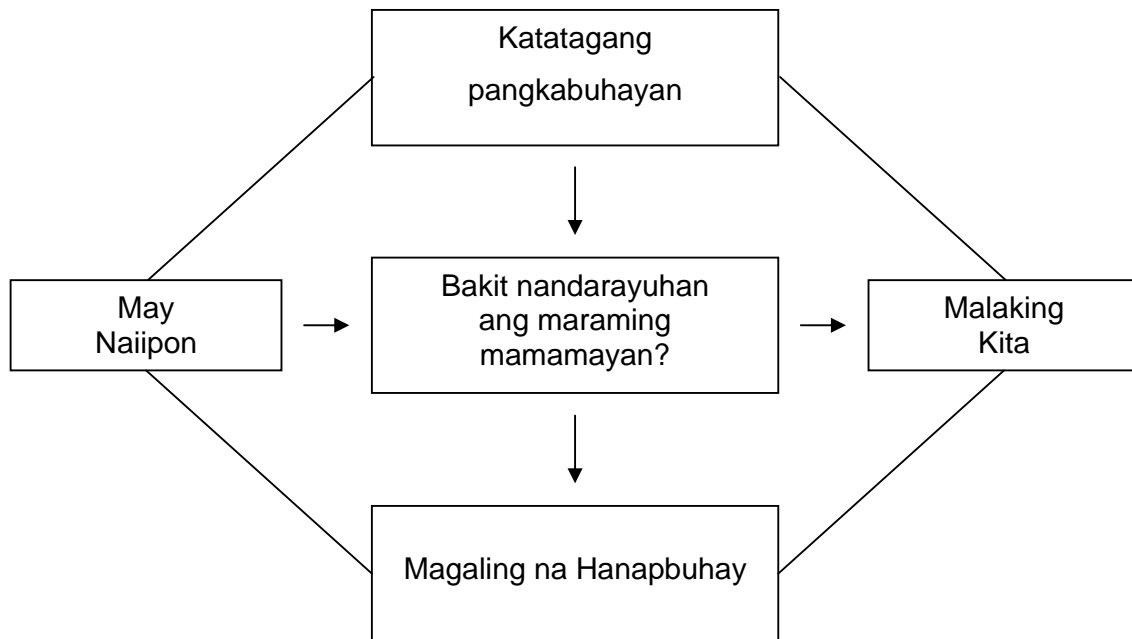 Katatagang
pangkabuhayan
May
Naiipon
Bakit nandarayuhan
ang maraming
mamamayan?
Malaking
Kita
Magaling na Hanapbuhay